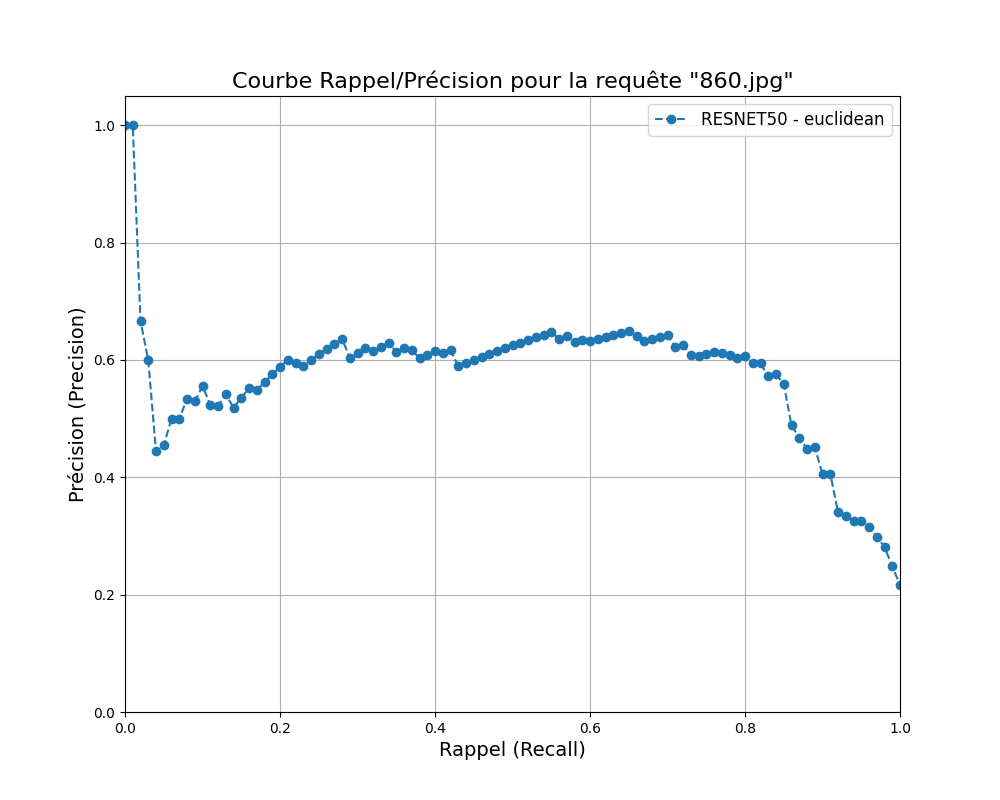 Courbe Rappel/Précision pour la requête "860.jpg"
RESNET50 - euclidean
1.0
0.8
0.6
0.4
0.2
0.0
Précision (Precision)
0.0 0.2 0.4 0.6 0.8 1.0
Rappel (Recall)